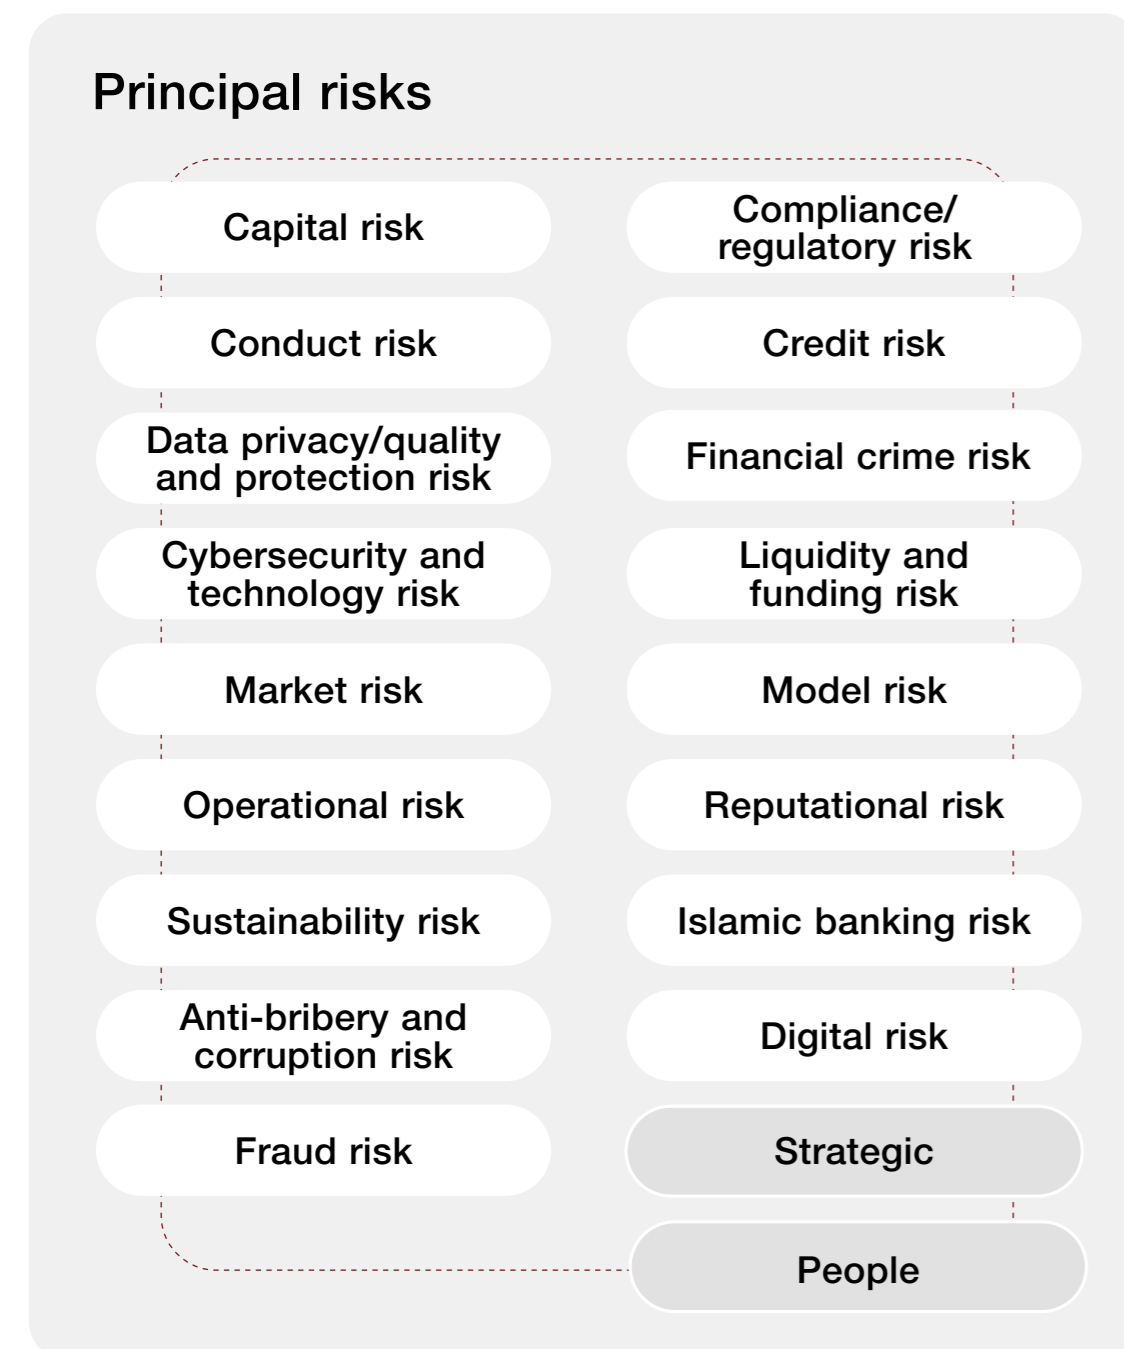 Principal risks
Capital risk
Compliance/
regulatory risk
Conduct risk
Credit risk
Data privacy/quality
and protection risk
Financial crime risk
Cybersecurity and
technology risk
Liquidity and
funding risk
Market risk
Model risk
Operational risk
Reputational risk
Sustainability risk
Islamic banking risk
Anti-bribery and
corruption risk
Digital risk
Fraud risk
Strategic
People